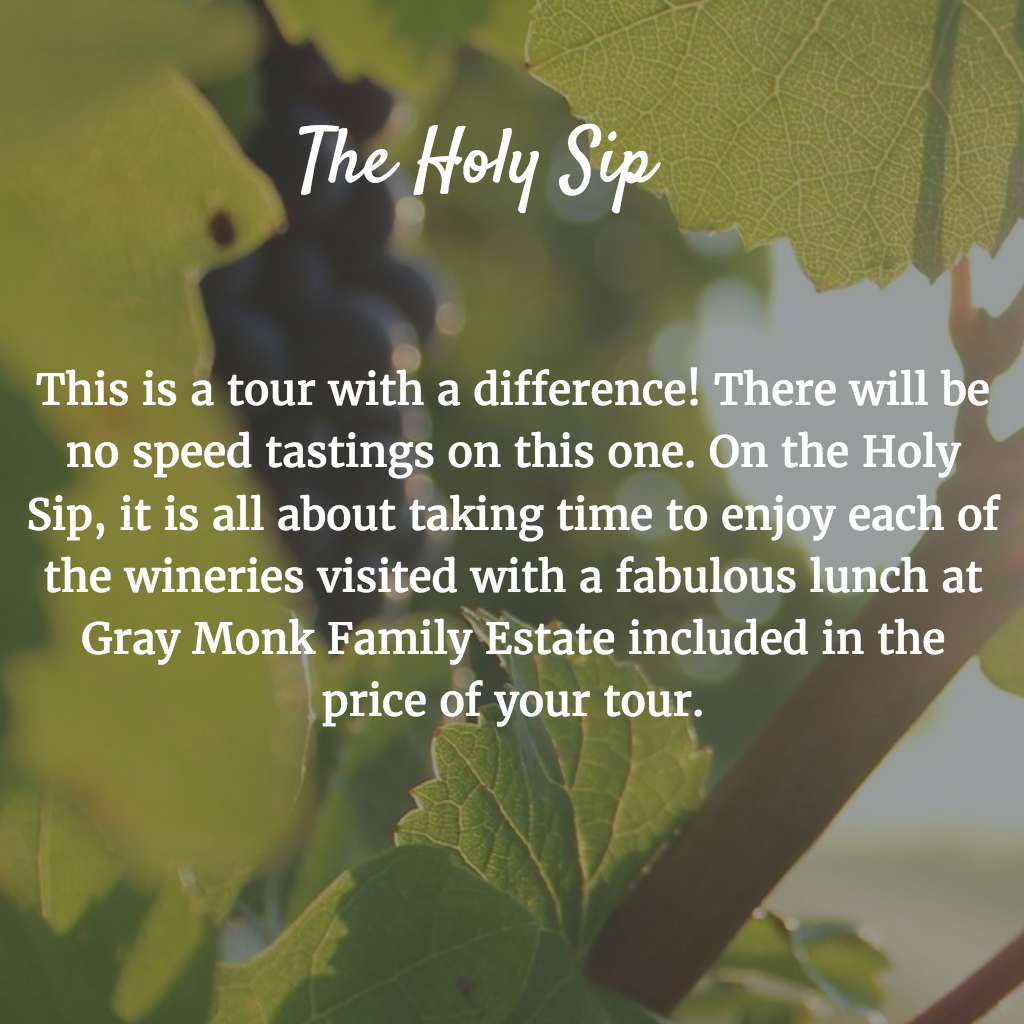 The Holy Sip
This is a tour with a difference! There will be
no speed tastings on this one. On the Holy
Sip, it is all about taking time to enjoy each of
the wineries visited with a fabulous lunch at
Gray Monk Family Estate included in the
price of your tour.